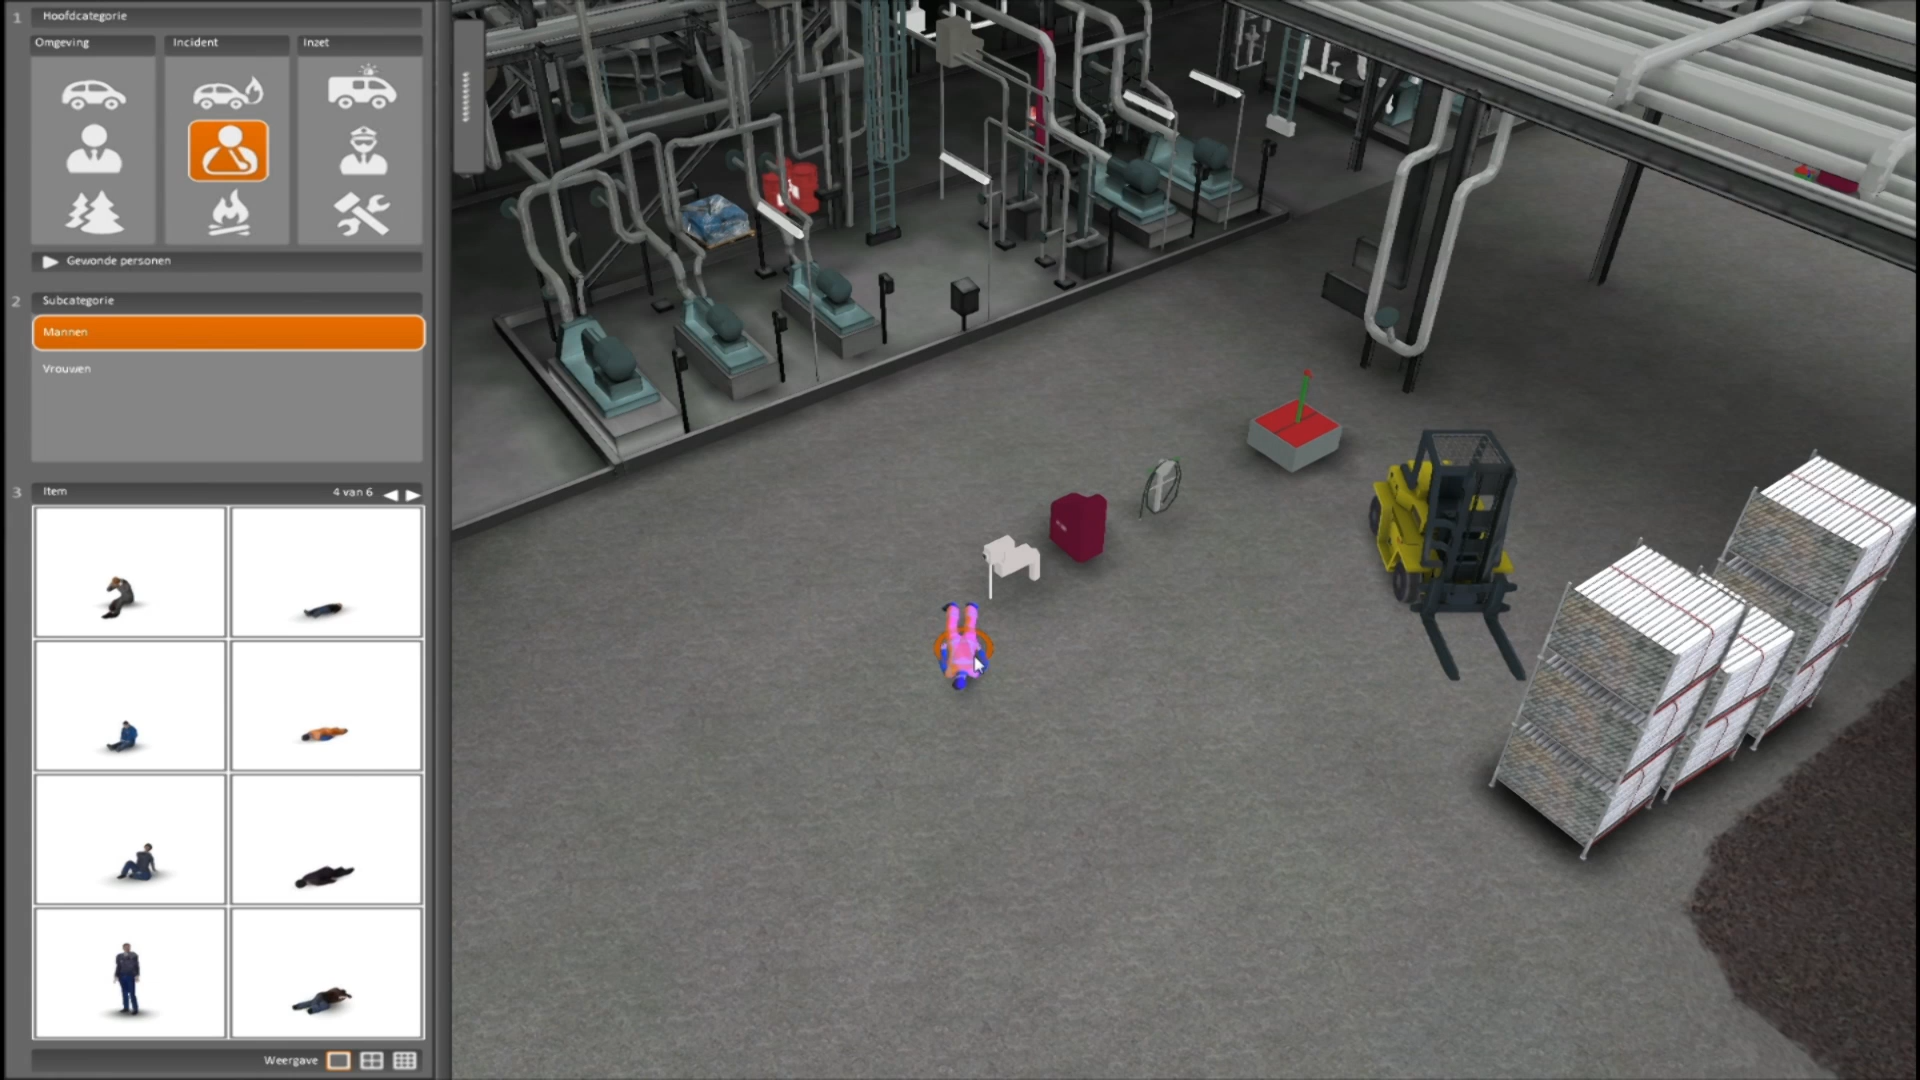 1 Hoofdcategorie
Omgeving Incident Inzet
Gewonde personen
2 Subcategorie
Mannen
Vrouwen
3 Item 4 van 6
Weergave